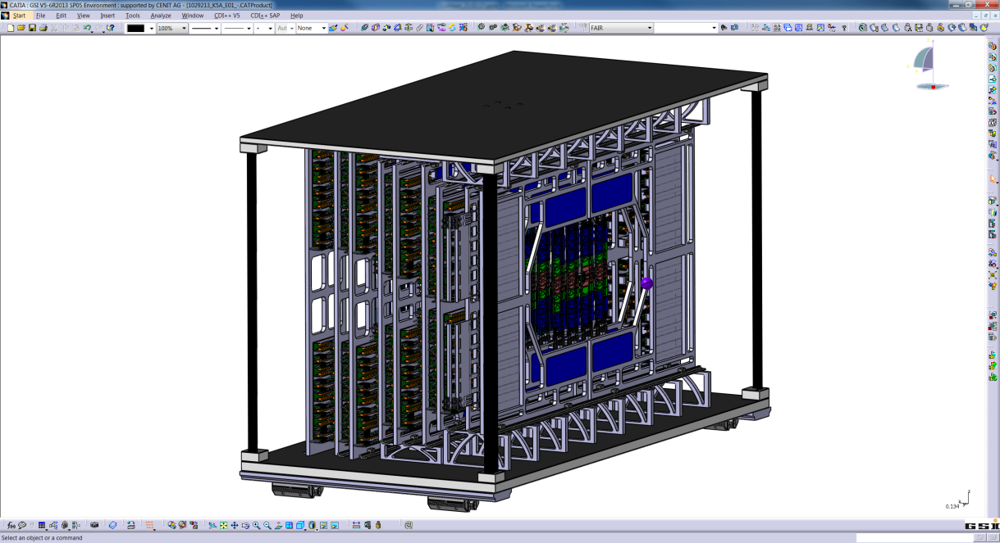 CATIA : GSI V5-6R2013 SP05 Environment : supported by CENIT AG - [1029213_K5A_E01_-.CATProduct]
Start File Edit View Insert Tools Analyze Window CDI++ V5 CDI++ SAP Help
100% Aut None FAIR
z
x
y
0.134
GSI
Select an object or a command